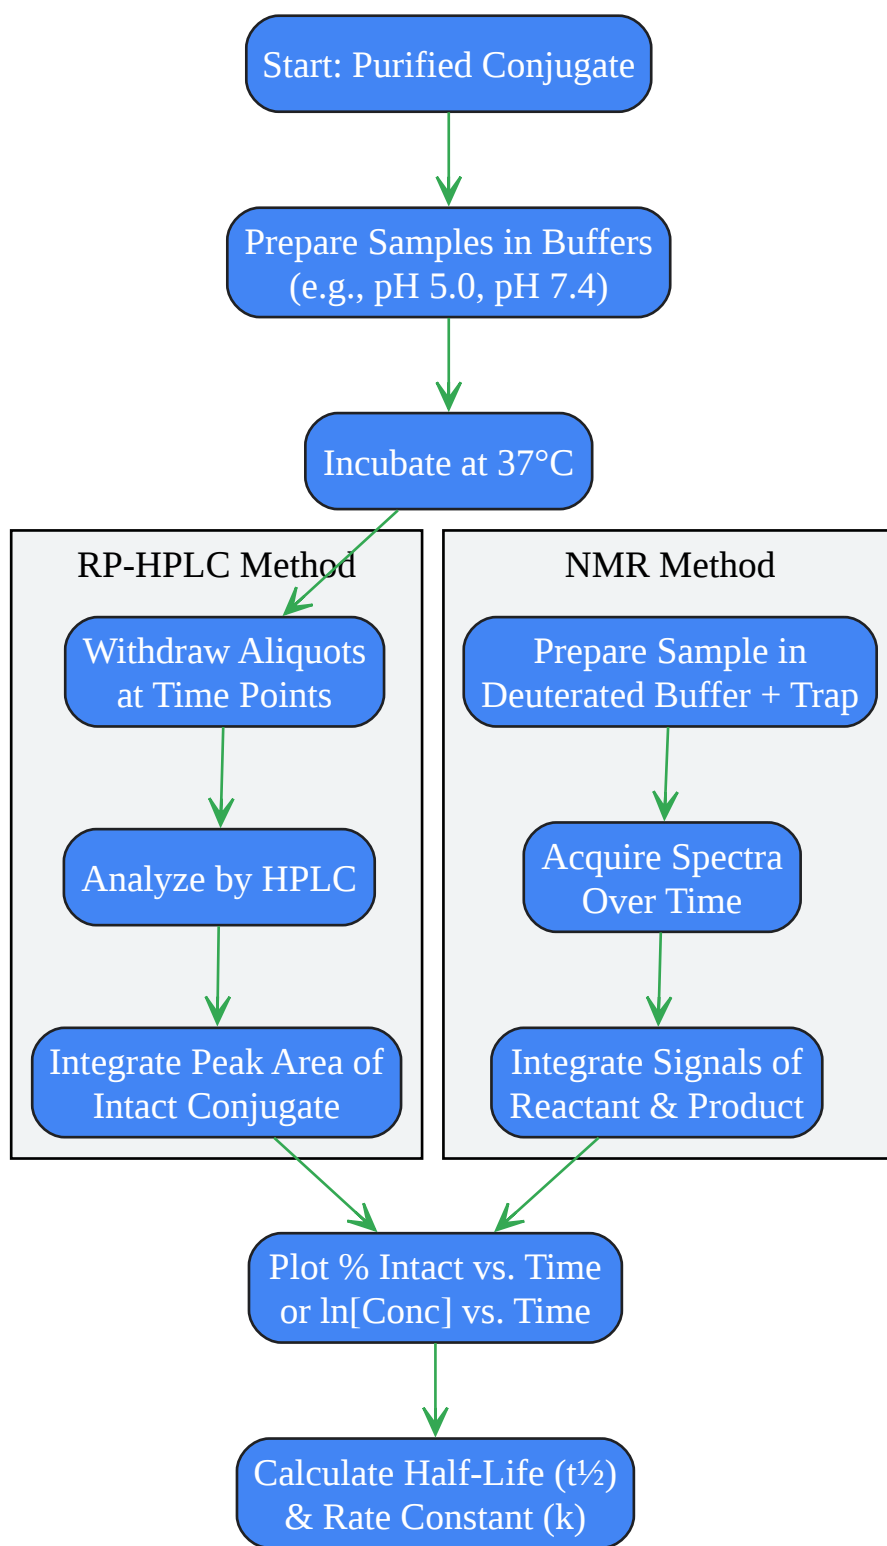 Start: Purified Conjugate
Prepare Samples in Buffers
(e.g., pH 5.0, pH 7.4)
Incubate at 37°C
RP-HPLC Method
Withdraw Aliquots
at Time Points
Analyze by HPLC
Integrate Peak Area of
Intact Conjugate
NMR Method
Prepare Sample in
Deuterated Buffer + Trap
Acquire Spectra
Over Time
Integrate Signals of
Reactant & Product
Plot % Intact vs. Time
or ln[Conc] vs. Time
Calculate Half-Life (t½)
& Rate Constant (k)